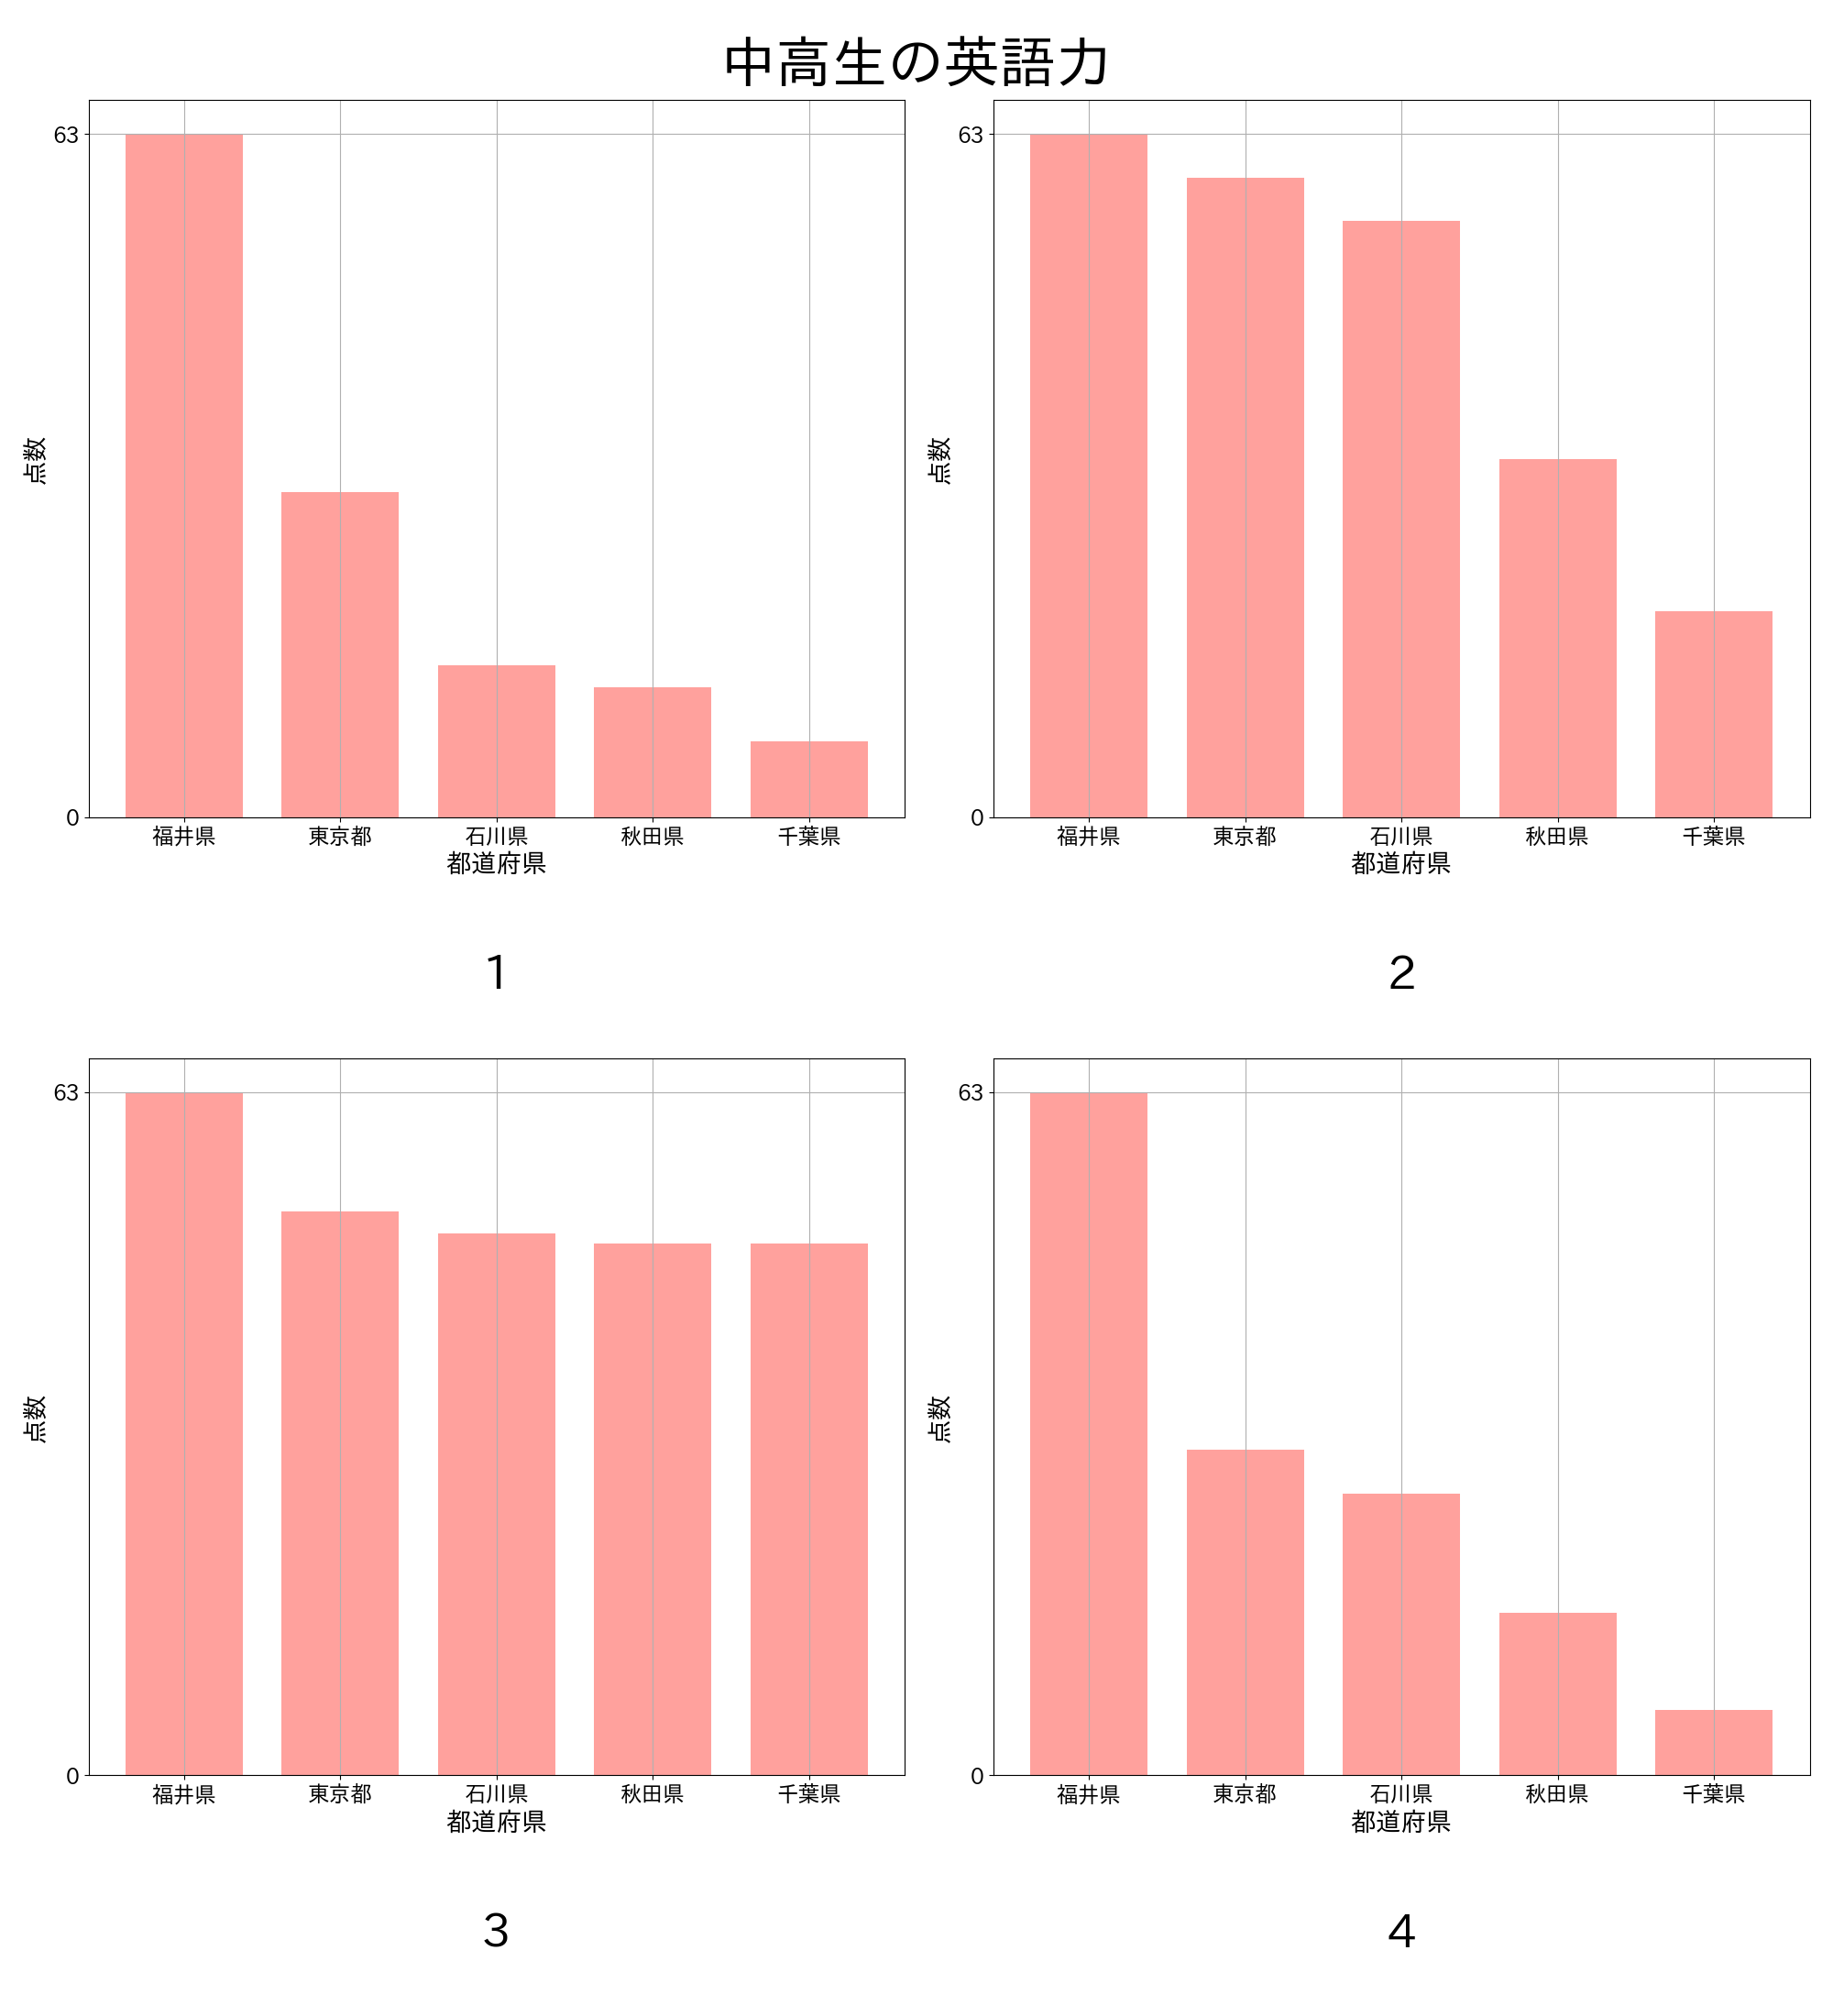 中高生の英語力
63
点数
0
福井県 東京都 石川県 秋田県 千葉県
都道府県
1
63
点数
0
福井県 東京都 石川県 秋田県 千葉県
都道府県
2
63
点数
0
福井県 東京都 石川県 秋田県 千葉県
都道府県
3
63
点数
0
福井県 東京都 石川県 秋田県 千葉県
都道府県
4